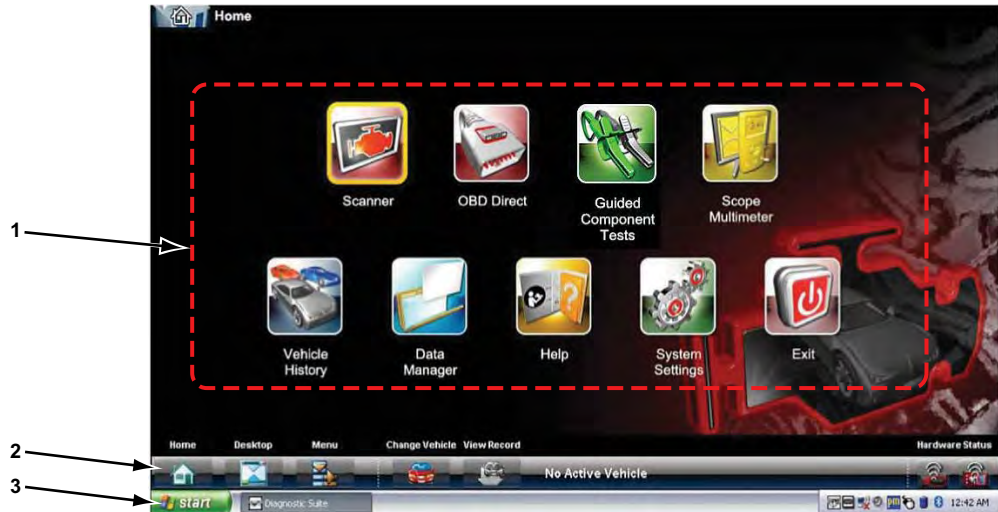 Home
Scanner
OBD Direct
Guided
Component
Tests
Scope
Multimeter
1
Vehicle
History
Data
Manager
Help
System
Settings
Exit
Home Desktop Menu Change Vehicle View Record Hardware Status
2
No Active Vehicle
3
start
Diagnostic Suite
12:42 AM